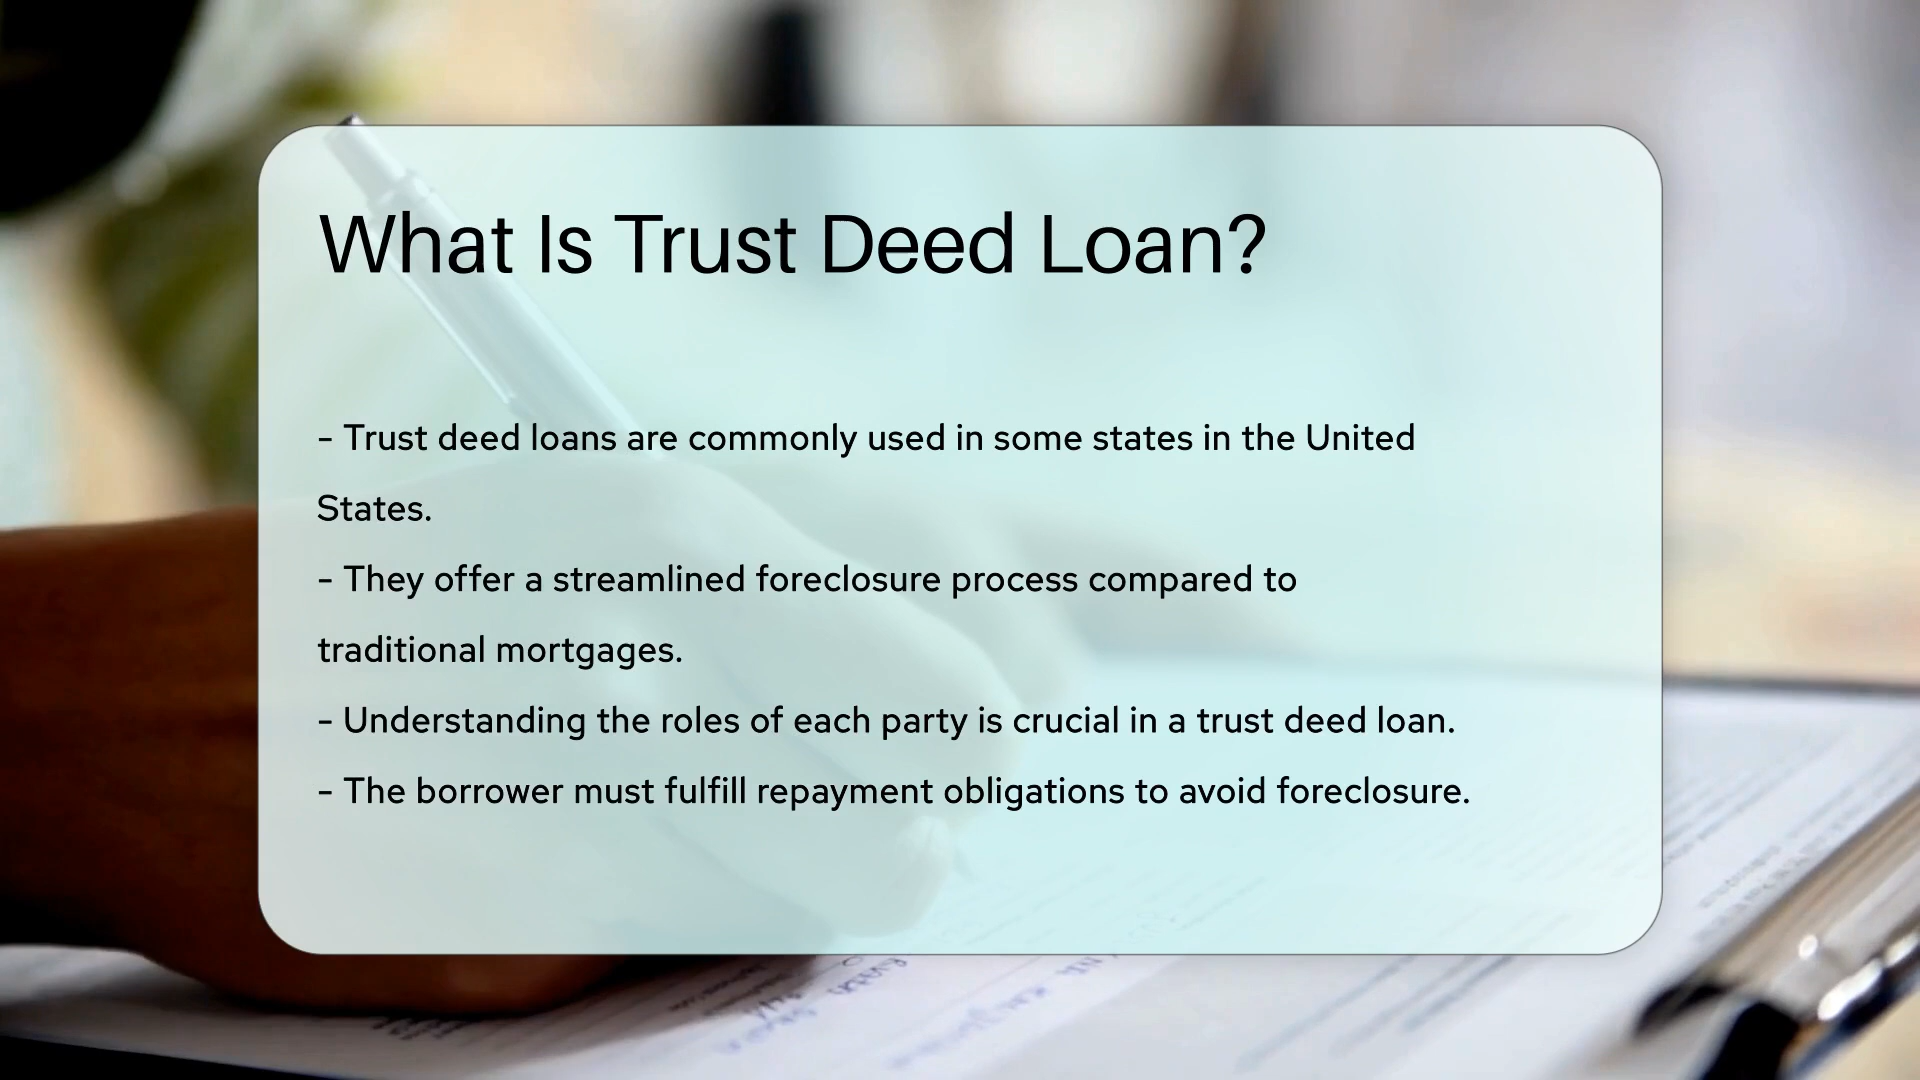 What Is Trust Deed Loan?
- Trust deed loans are commonly used in some states in the United
States.
- They offer a streamlined foreclosure process compared to
traditional mortgages.
- Understanding the roles of each party is crucial in a trust deed loan.
- The borrower must fulfill repayment obligations to avoid foreclosure.